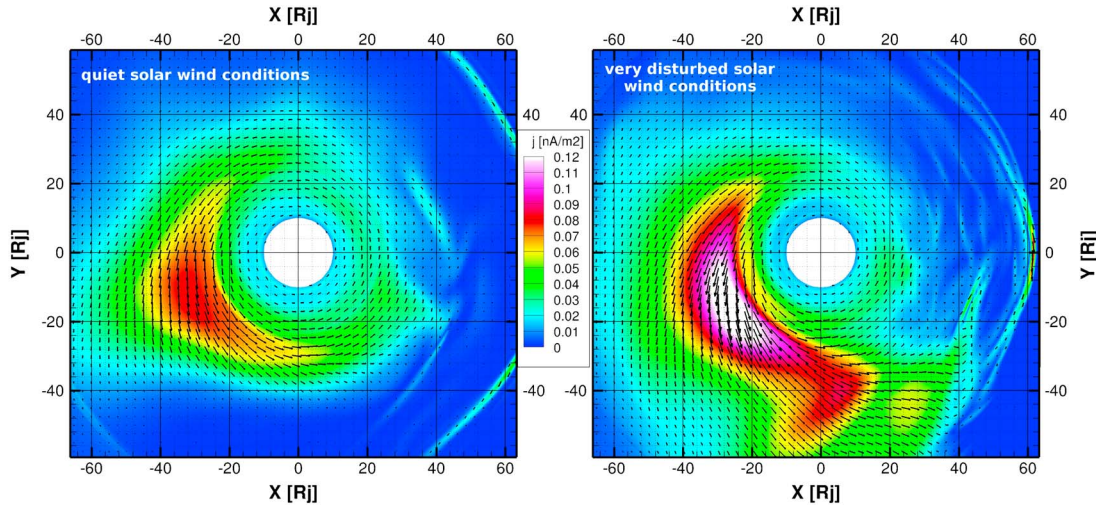 X [Rj]
X [Rj]
-60 -40 -20 0 20 40 60
-60 -40 -20 0 20 40 60
quiet solar wind conditions
very disturbed solar
wind conditions
40 40 40 40
j [nA/m2]
0.12
0.1
0.08
0.07
0.06
0.05
0.04
0.03
0.02
0.01
0
20 20 20
Y [Rj] 0 0 0 Y [Rj]
-20 -20 -20
-40 -40 -40 -40
-60 -40 -20 0 20 40 60
-60 -40 -20 0 20 40 60
X [Rj]
X [Rj]